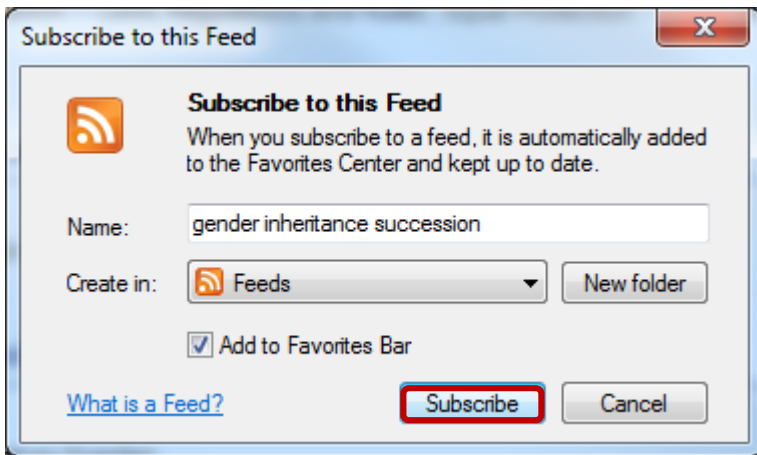 Subscribe to this Feed
Subscribe to this Feed
When you subscribe to a feed, it is automatically added
to the Favorites Center and kept up to date.
Name: gender inheritance succession
Create in: Feeds New folder
Add to Favorites Bar
What is a Feed? Subscribe Cancel